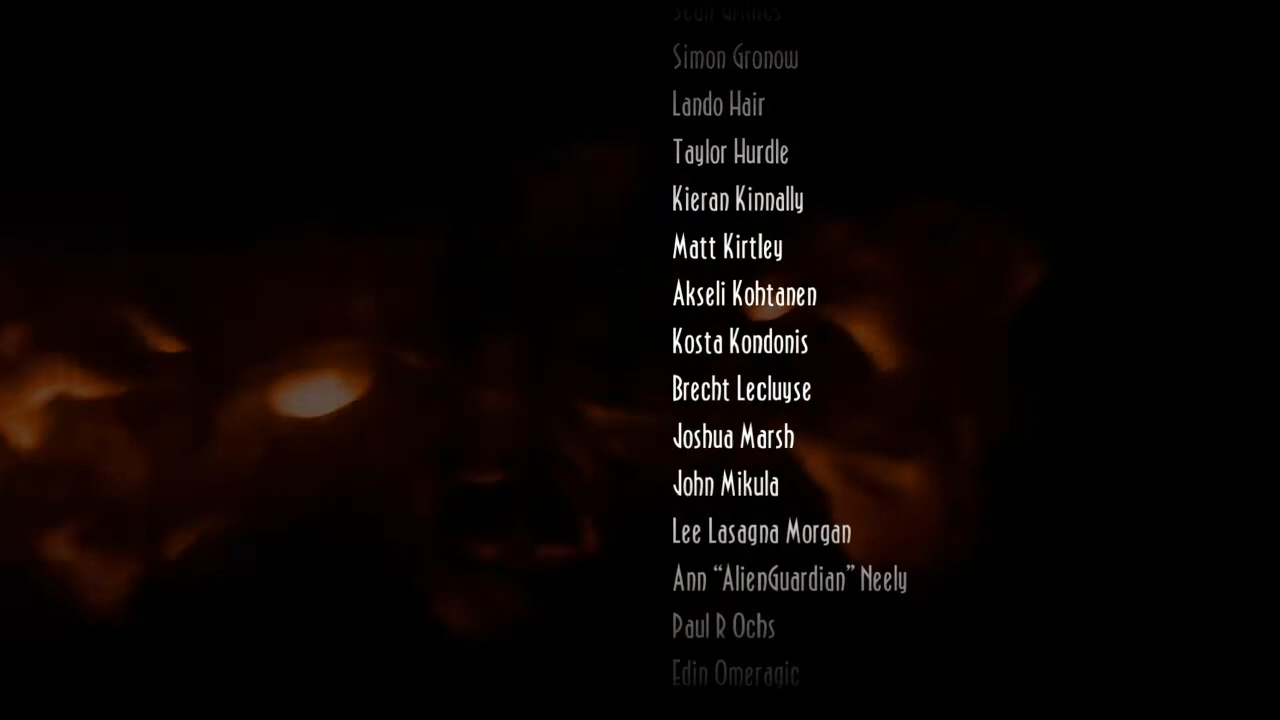 Simon Gronow
Lando Hair
Taylor Hurdle
Kieran Kinnally
Matt Kirtley
Akseli Kohtanen
Kosta Kondonis
Brecht Lecluyse
Joshua Marsh
John Mikula
Lee Lasagna Morgan
Ann “AlienGuardian” Neely
Paul R Ochs
Edin Omeragic